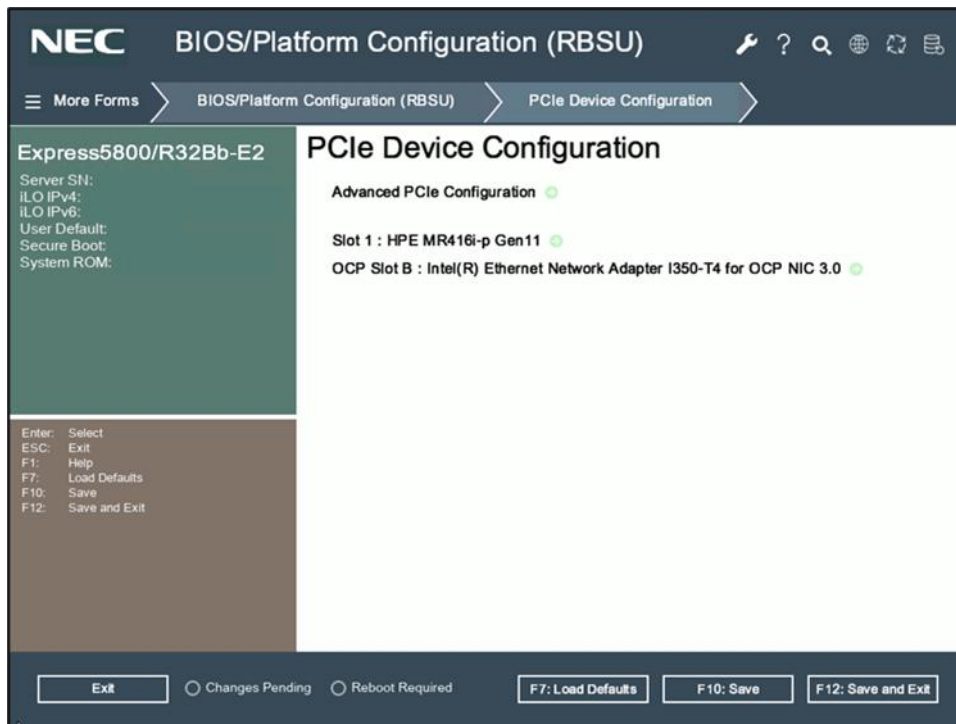 NEC BIOS/Platform Configuration (RBSU)
More Forms BIOS/Platform Configuration (RBSU) PCIe Device Configuration
Express5800/R32Bb-E2
Server SN:
iLO IPv4:
iLO IPv6:
User Default:
Secure Boot:
System ROM:
PCIe Device Configuration
Advanced PCIe Configuration
Slot 1 : HPE MR416i-p Gen11
OCP Slot B : Intel(R) Ethernet Network Adapter I350-T4 for OCP NIC 3.0
Enter: Select
ESC: Exit
F1: Help
F7: Load Defaults
F10: Save
F12: Save and Exit
Exit Changes Pending Reboot Required F7: Load Defaults F10: Save F12: Save and Exit